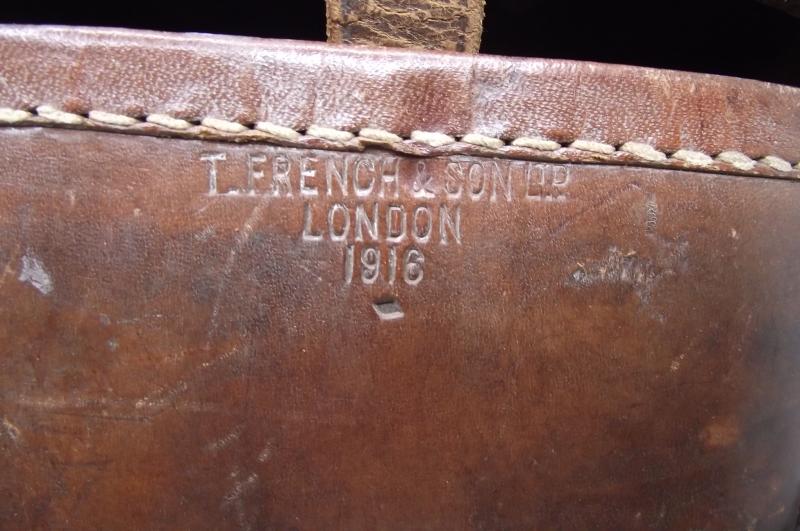 T. FRENCH & SON LTD.
LONDON
1916